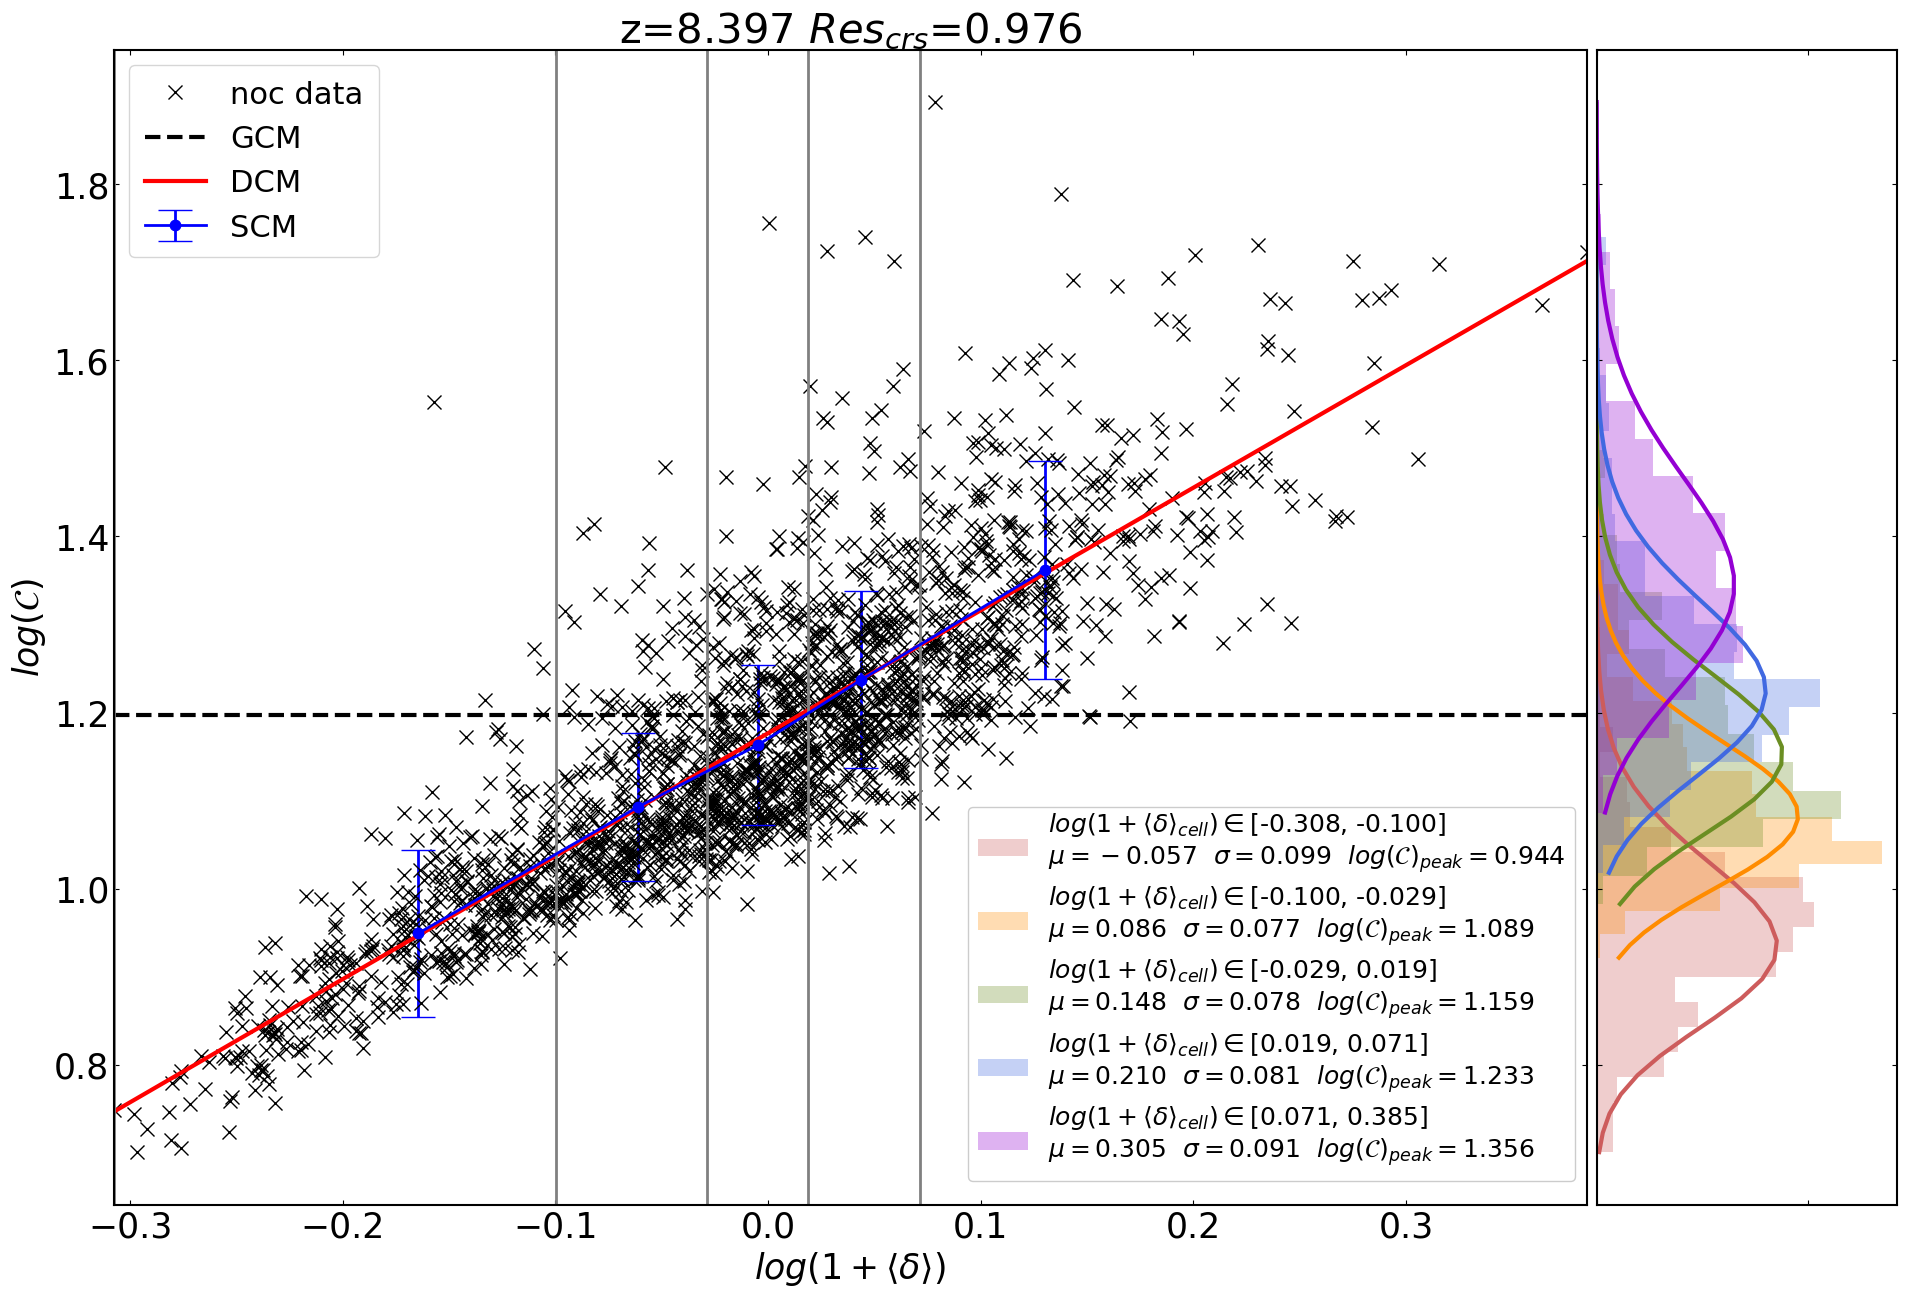 z=8.397 Res_crs=0.976
noc data
GCM
DCM
SCM
log(𝒞)
1.8
1.6
1.4
1.2
1.0
0.8
log(1 + ⟨δ⟩_cell) ∈ [-0.308, -0.100]
μ = −0.057 σ = 0.099 log(𝒞)_peak = 0.944
log(1 + ⟨δ⟩_cell) ∈ [-0.100, -0.029]
μ = 0.086 σ = 0.077 log(𝒞)_peak = 1.089
log(1 + ⟨δ⟩_cell) ∈ [-0.029, 0.019]
μ = 0.148 σ = 0.078 log(𝒞)_peak = 1.159
log(1 + ⟨δ⟩_cell) ∈ [0.019, 0.071]
μ = 0.210 σ = 0.081 log(𝒞)_peak = 1.233
log(1 + ⟨δ⟩_cell) ∈ [0.071, 0.385]
μ = 0.305 σ = 0.091 log(𝒞)_peak = 1.356
−0.3 −0.2 −0.1 0.0 0.1 0.2 0.3
log(1 + ⟨δ⟩)